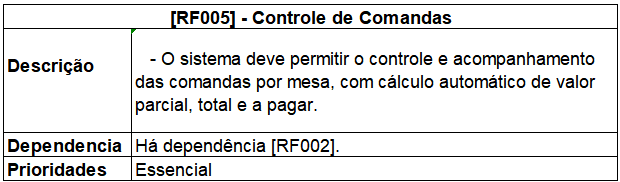 [RF005] - Controle de Comandas
Descrição
- O sistema deve permitir o controle e acompanhamento
das comandas por mesa, com cálculo automático de valor
parcial, total e a pagar.
Dependencia Há dependência [RF002].
Prioridades Essencial